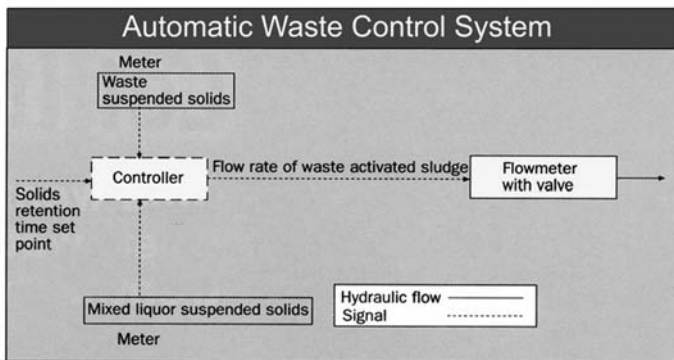 Automatic Waste Control System
Meter
Waste
suspended solids
Controller
Flow rate of waste activated sludge
Flowmeter
with valve
Solids
retention
time set
point
Mixed liquor suspended solids
Meter
Hydraulic flow
Signal